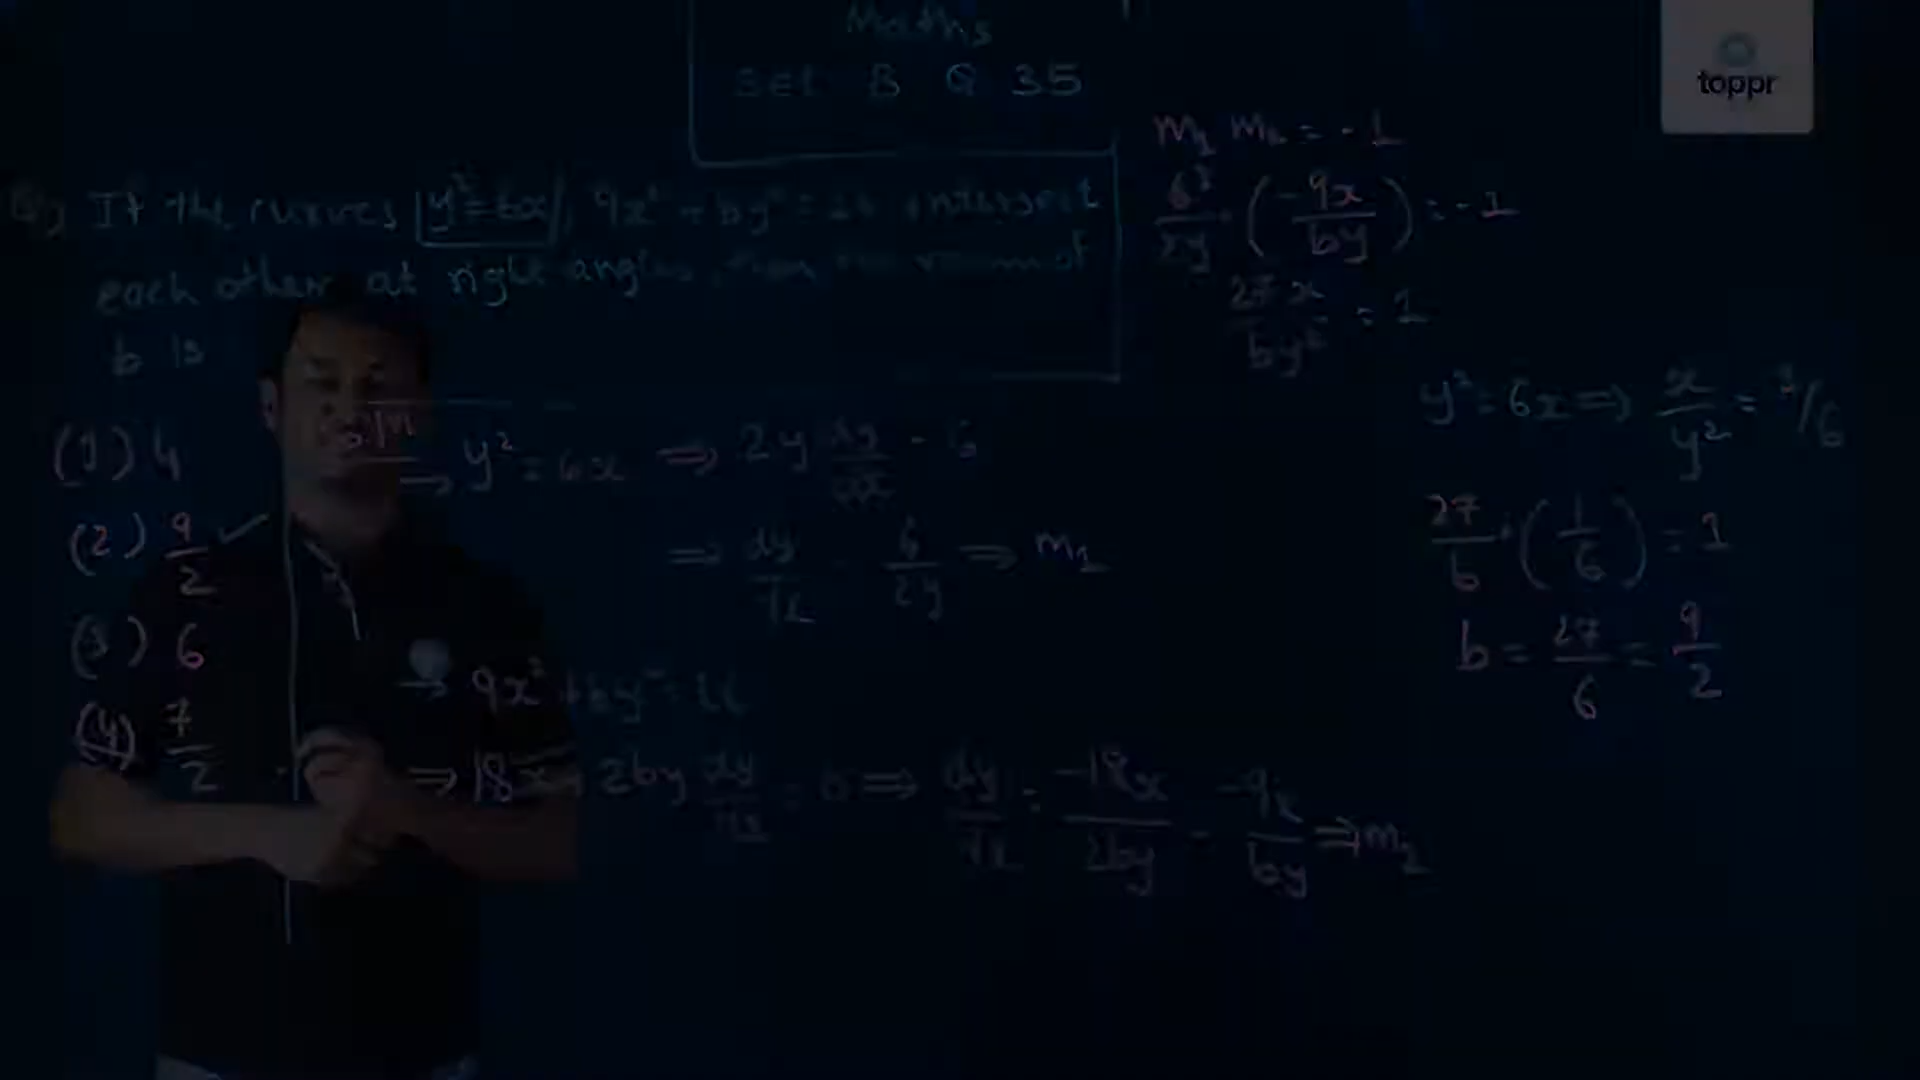 Maths
Set B Q 35
toppr
Q) If the curves y² = 6x, 9x² + by² = 16 intersect
each other at right angles, then the value of
b is
(1) 4
(2) 9/2 ✓
(3) 6
(4) 7/2
Soln
→ y² = 6x ⇒ 2y dy/dx = 6
⇒ dy/dx = 6/2y ⇒ m₁
→ 9x² + by² = 16
⇒ 18x + 2by dy/dx = 0 ⇒ dy/dx = -18x/2by = -9x/by ⇒ m₂
m₁ m₂ = -1
6³/2y · (-9x/by) = -1
27x/by² = 1
y² = 6x ⇒ x/y² = 1/6
27/b · (1/6) = 1
b = 27/6 = 9/2